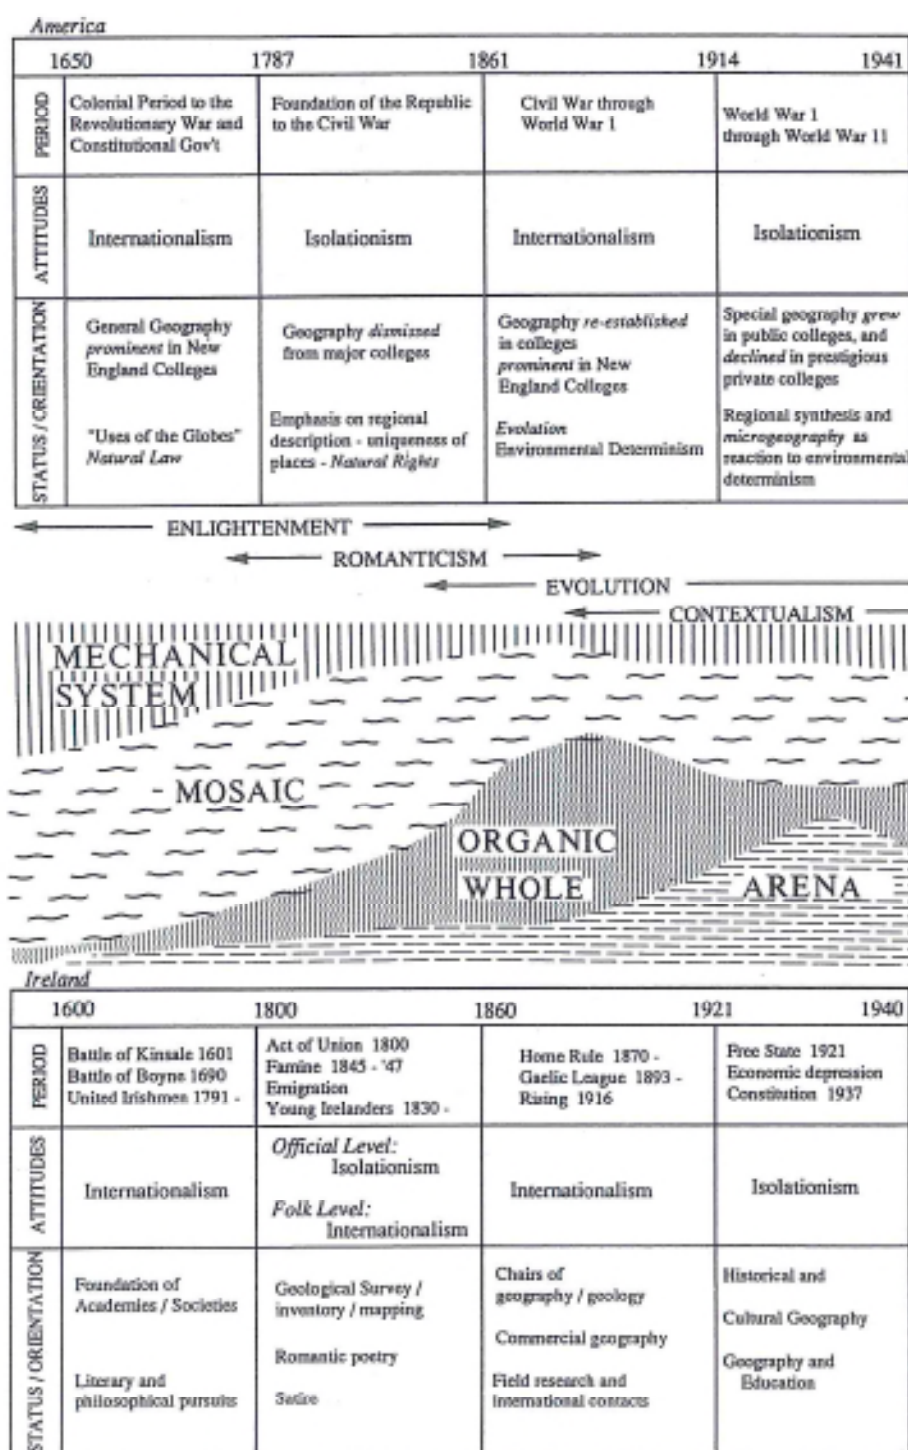 America
1650 1787 1861 1914 1941
PERIOD
Colonial Period to the
Revolutionary War and
Constitutional Gov't
Foundation of the Republic
to the Civil War
Civil War through
World War 1
World War 1
through World War 11
ATTITUDES
Internationalism
Isolationism
Internationalism
Isolationism
STATUS / ORIENTATION
General Geography
prominent in New
England Colleges
"Uses of the Globes"
Natural Law
Geography dismissed
from major colleges
Emphasis on regional
description - uniqueness of
places - Natural Rights
Geography re-established
in colleges
prominent in New
England Colleges
Evolution
Environmental Determinism
Special geography grew
in public colleges, and
declined in prestigious
private colleges
Regional synthesis and
microgeography as
reaction to environmental
determinism
ENLIGHTENMENT
ROMANTICISM
EVOLUTION
CONTEXTUALISM
MECHANICAL
SYSTEM
MOSAIC
ORGANIC
WHOLE
ARENA
Ireland
1600 1800 1860 1921 1940
PERIOD
Battle of Kinsale 1601
Battle of Boyne 1690
United Irishmen 1791 -
Act of Union 1800
Famine 1845 - '47
Emigration
Young Irelanders 1830 -
Home Rule 1870 -
Gaelic League 1893 -
Rising 1916
Free State 1921
Economic depression
Constitution 1937
ATTITUDES
Internationalism
Official Level:
Isolationism
Folk Level:
Internationalism
Internationalism
Isolationism
STATUS / ORIENTATION
Foundation of
Academies / Societies
Literary and
philosophical pursuits
Geological Survey /
inventory / mapping
Romantic poetry
Satire
Chairs of
geography / geology
Commercial geography
Field research and
international contacts
Historical and
Cultural Geography
Geography and
Education